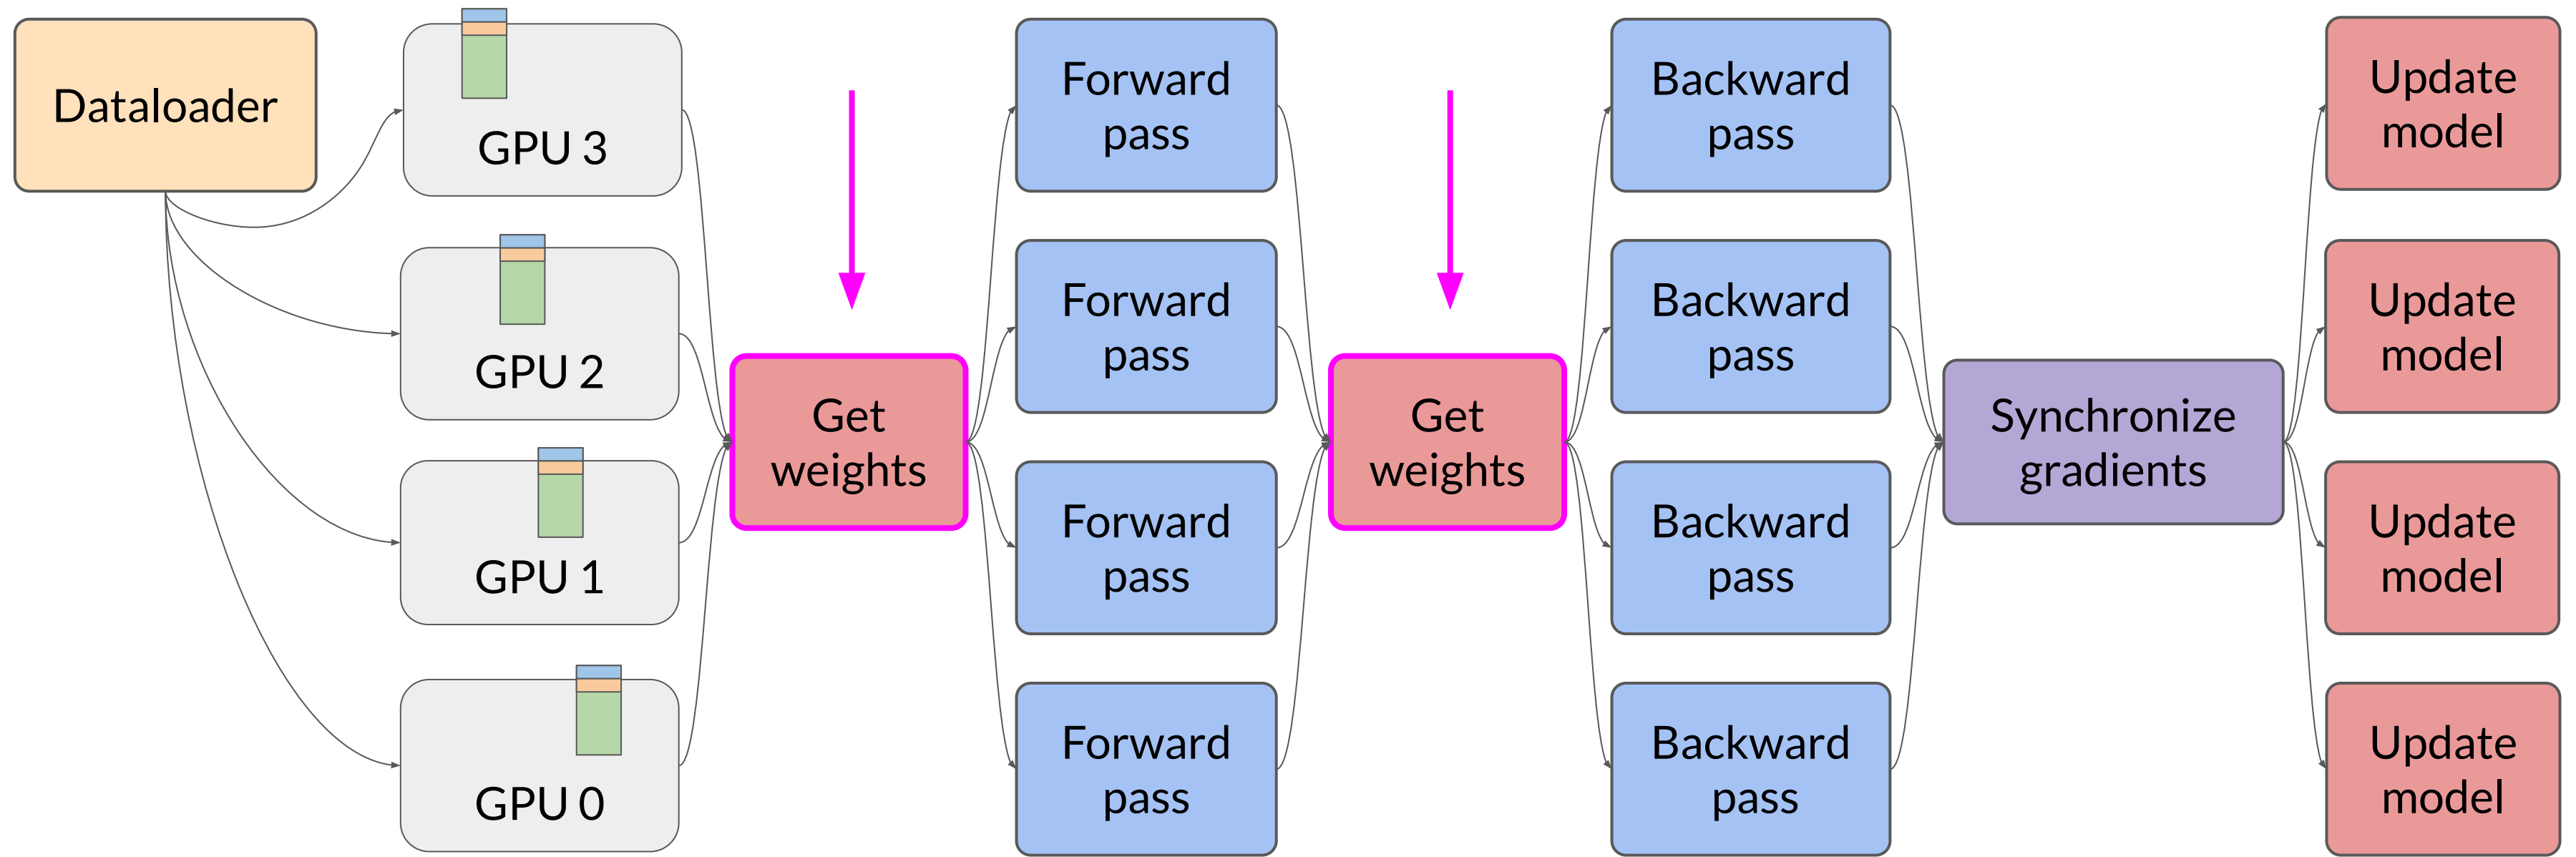 Dataloader
GPU 3
GPU 2
GPU 1
GPU 0
Get
weights
Forward
pass
Forward
pass
Forward
pass
Forward
pass
Get
weights
Backward
pass
Backward
pass
Backward
pass
Backward
pass
Synchronize
gradients
Update
model
Update
model
Update
model
Update
model